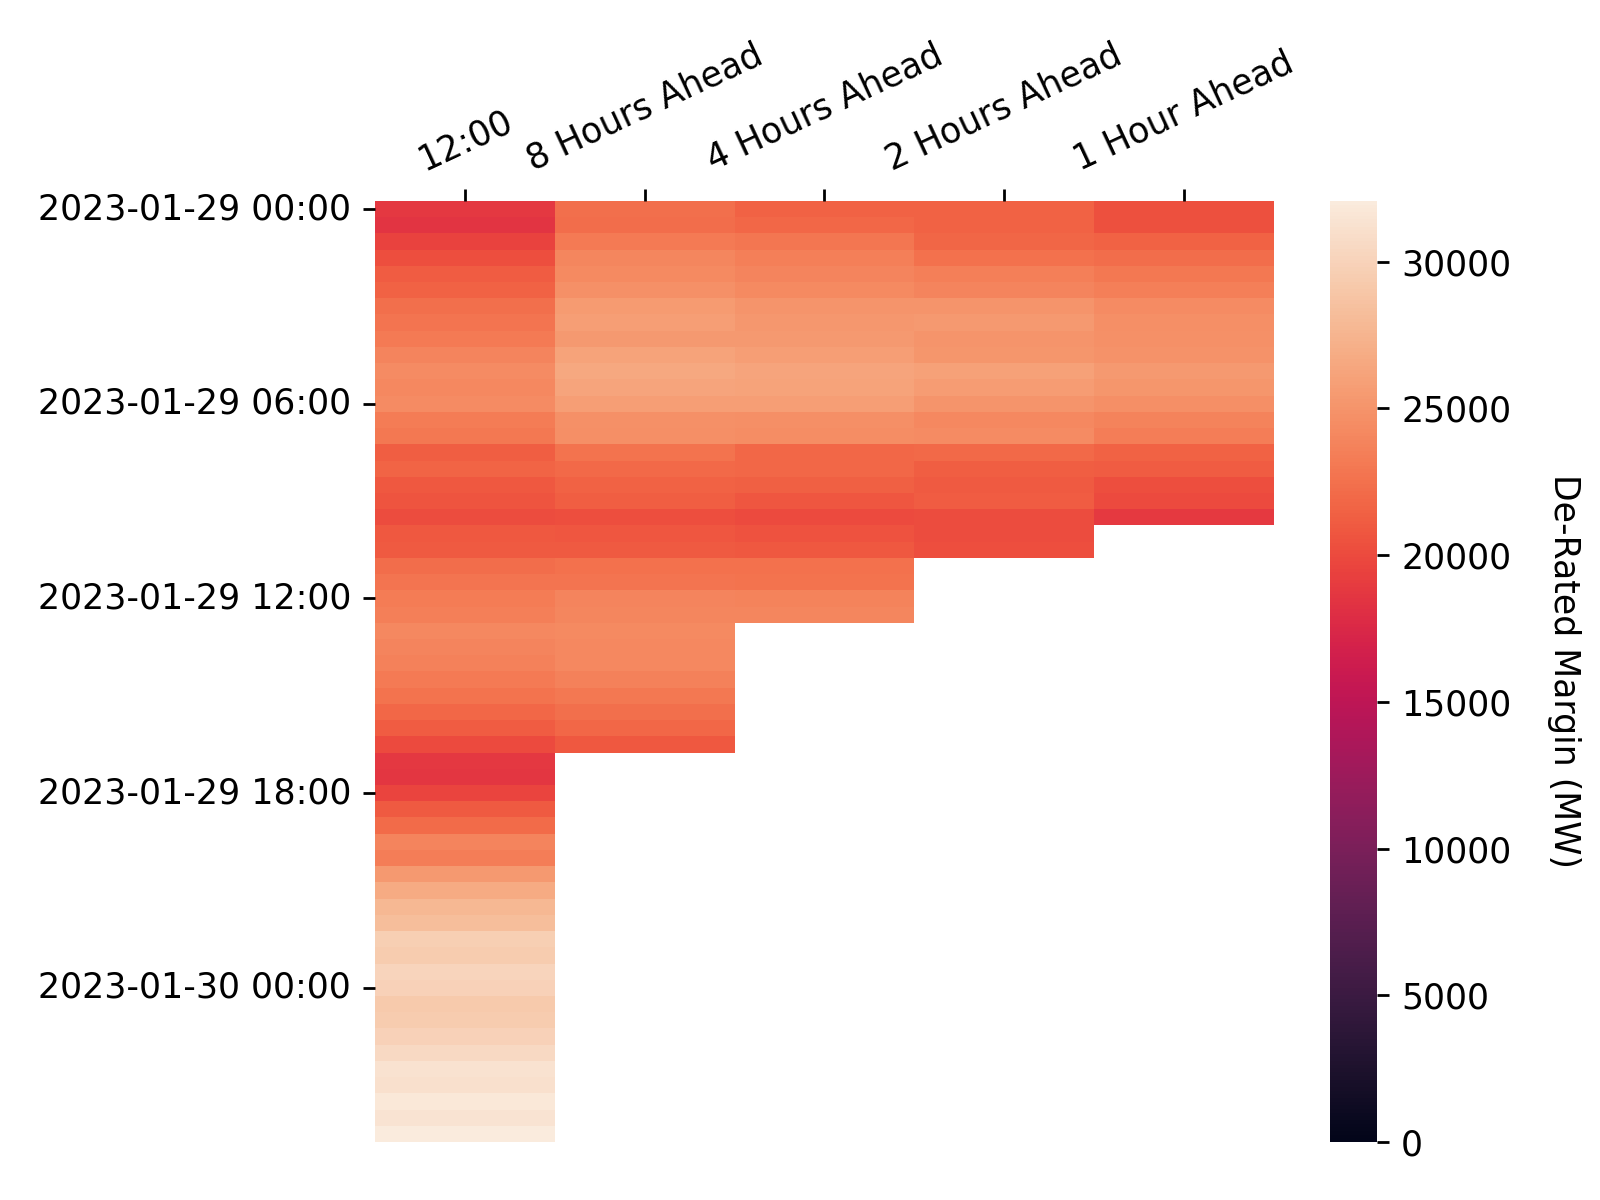 12:00
8 Hours Ahead
4 Hours Ahead
2 Hours Ahead
1 Hour Ahead
2023-01-29 00:00
2023-01-29 06:00
2023-01-29 12:00
2023-01-29 18:00
2023-01-30 00:00
30000
25000
20000
15000
10000
5000
0
De-Rated Margin (MW)